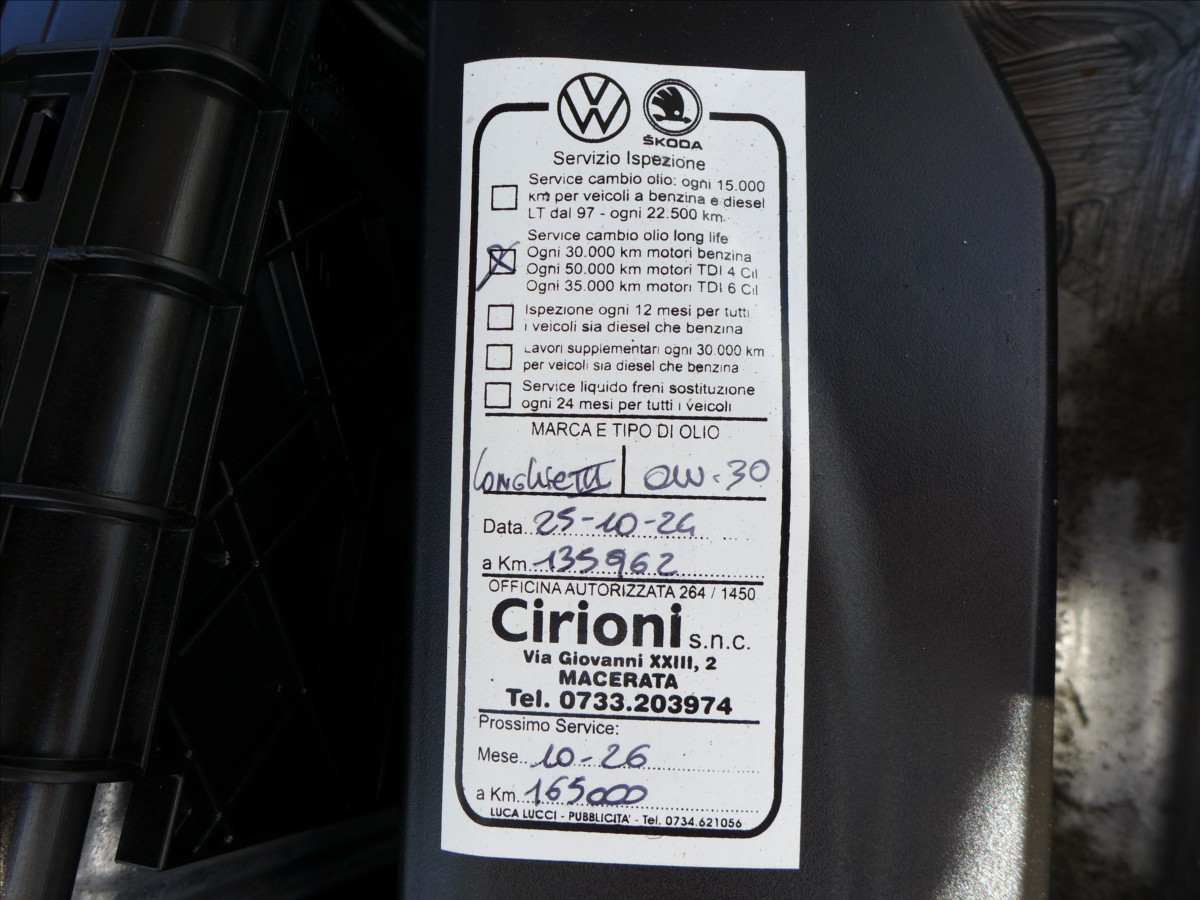 ŠKODA
Servizio Ispezione
Service cambio olio: ogni 15.000
km per veicoli a benzina e diesel
LT dal 97 - ogni 22.500 km.
Service cambio olio long life
Ogni 30.000 km motori benzina
Ogni 50.000 km motori TDI 4 Cil
Ogni 35.000 km motori TDI 6 Cil
Ispezione ogni 12 mesi per tutti
i veicoli sia diesel che benzina
Lavori supplementari ogni 30.000 km
per veicoli sia diesel che benzina
Service liquido freni sostituzione
ogni 24 mesi per tutti i veicoli
MARCA E TIPO DI OLIO
0W-30
Data 25-10-24
a Km 135962
OFFICINA AUTORIZZATA 264 / 1450
Cirioni s.n.c.
Via Giovanni XXIII, 2
MACERATA
Tel. 0733.203974
Prossimo Service:
Mese 10-26
a Km 165000
LUCA LUCCI - PUBBLICITA' - Tel. 0734.621056